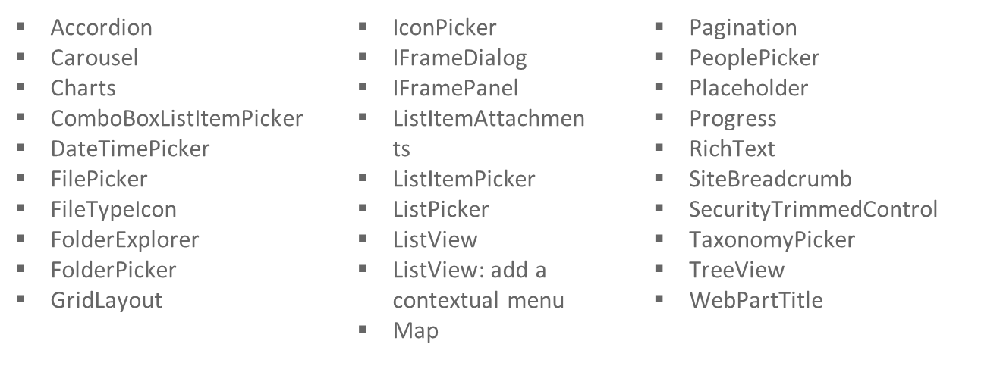 ▪ Accordion
▪ Carousel
▪ Charts
▪ ComboBoxListItemPicker
▪ DateTimePicker
▪ FilePicker
▪ FileTypeIcon
▪ FolderExplorer
▪ FolderPicker
▪ GridLayout
▪ IconPicker
▪ IFrameDialog
▪ IFramePanel
▪ ListItemAttachmen
ts
▪ ListItemPicker
▪ ListPicker
▪ ListView
▪ ListView: add a
contextual menu
▪ Map
▪ Pagination
▪ PeoplePicker
▪ Placeholder
▪ Progress
▪ RichText
▪ SiteBreadcrumb
▪ SecurityTrimmedControl
▪ TaxonomyPicker
▪ TreeView
▪ WebPartTitle